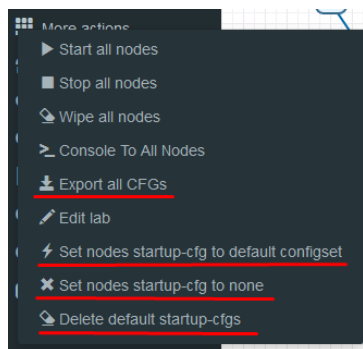 More actions
Start all nodes
Stop all nodes
Wipe all nodes
Console To All Nodes
Export all CFGs
Edit lab
Set nodes startup-cfg to default configset
Set nodes startup-cfg to none
Delete default startup-cfgs